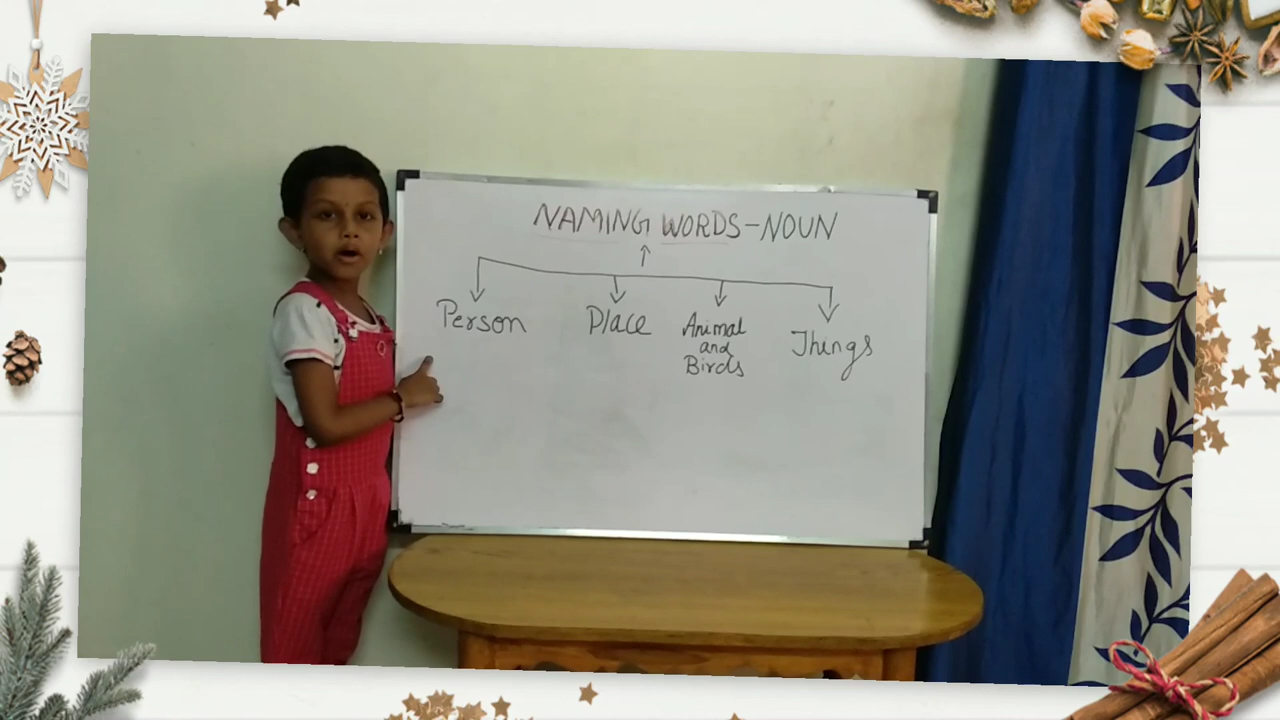 NAMING WORDS-NOUN
Person
Place
Animal
and
Birds
Things